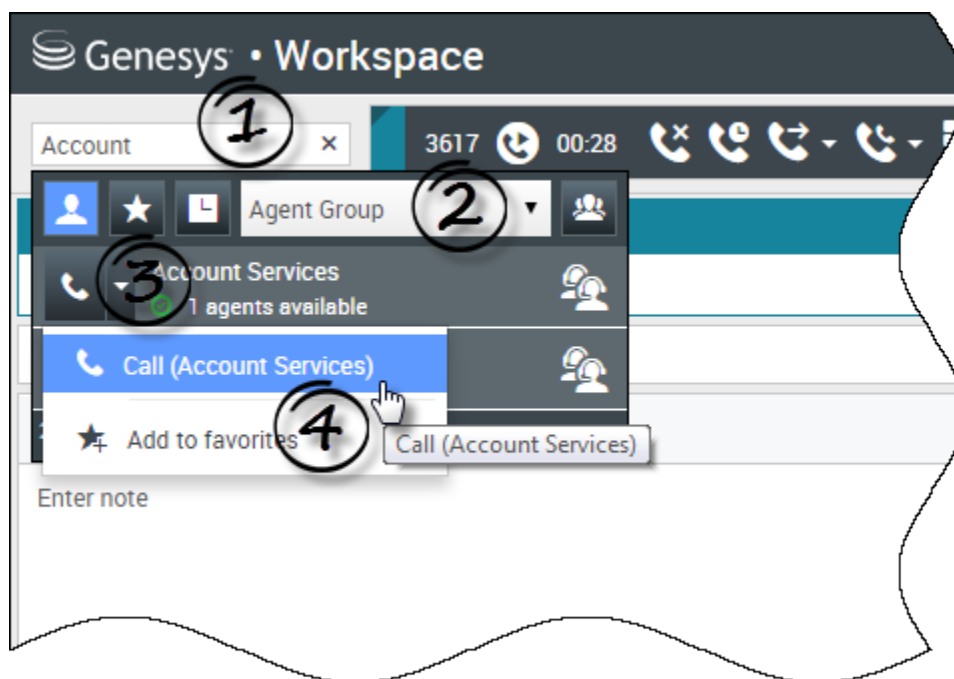 Genesys • Workspace
1
Account ×
3617 00:28
Agent Group 2
3 Account Services
1 agents available
Call (Account Services)
Add to favorites 4
Call (Account Services)
Enter note